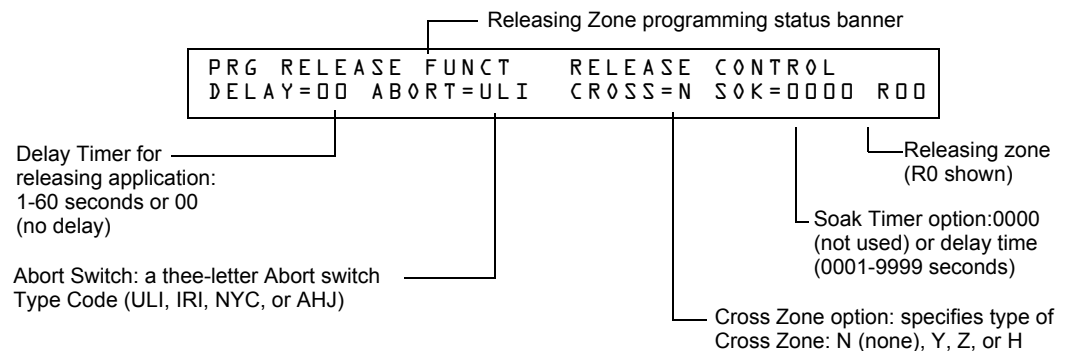 Releasing Zone programming status banner
PRG RELEASE FUNCT RELEASE CONTROL
DELAY=00 ABORT=ULI CROSS=N SOK=0000 R00
Delay Timer for
releasing application:
1-60 seconds or 00
(no delay)
Releasing zone
(R0 shown)
Soak Timer option:0000
(not used) or delay time
(0001-9999 seconds)
Abort Switch: a thee-letter Abort switch
Type Code (ULI, IRI, NYC, or AHJ)
Cross Zone option: specifies type of
Cross Zone: N (none), Y, Z, or H